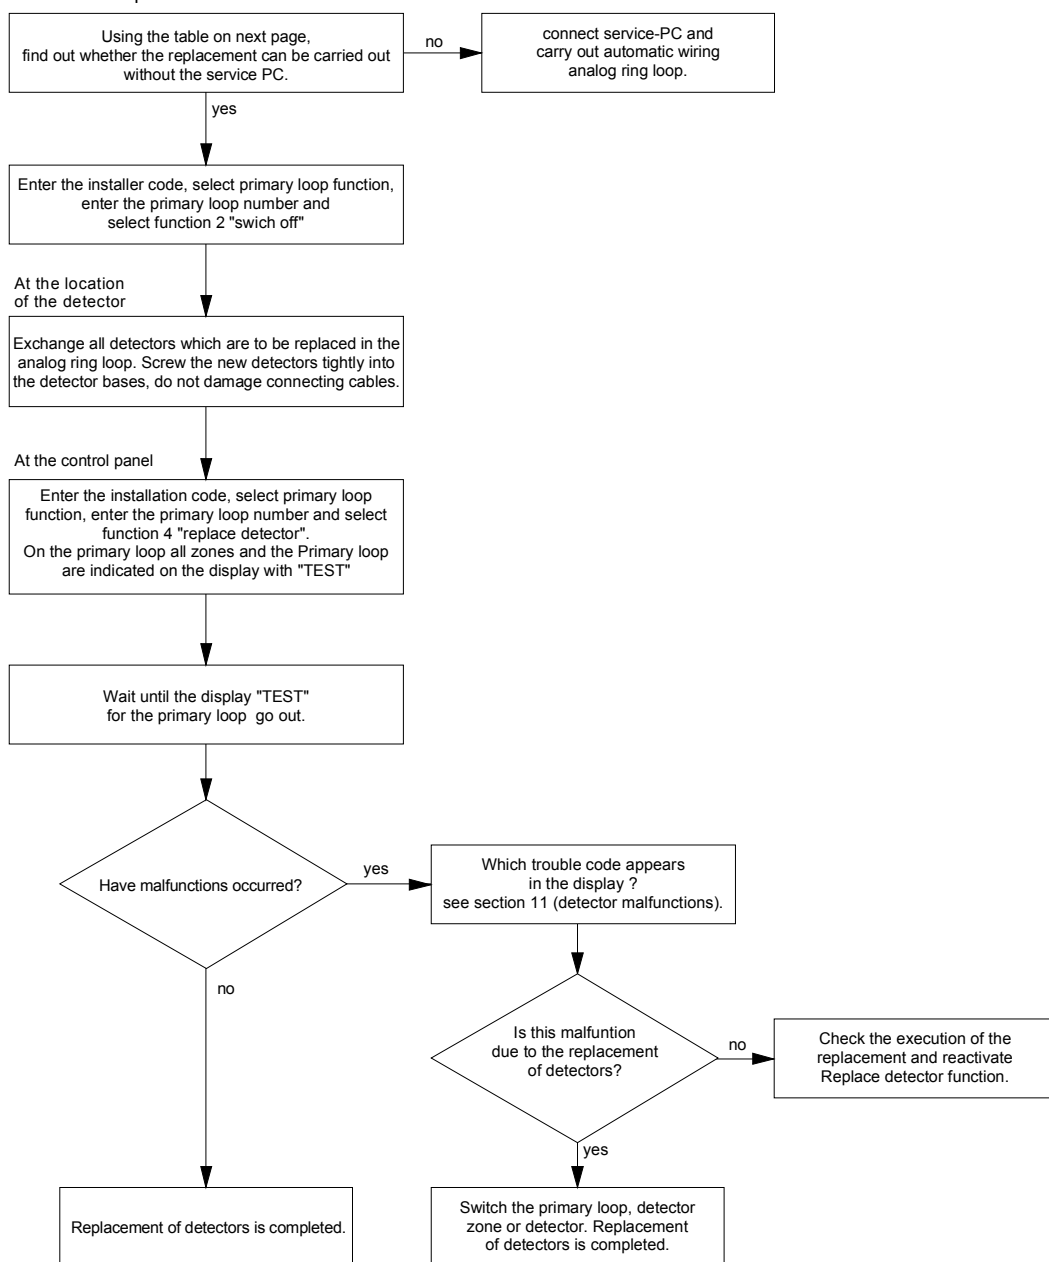 Using the table on next page,
find out whether the replacement can be carried out
without the service PC.
no
connect service-PC and
carry out automatic wiring
analog ring loop.
yes
Enter the installer code, select primary loop function,
enter the primary loop number and
select function 2 "swich off"
At the location
of the detector
Exchange all detectors which are to be replaced in the
analog ring loop. Screw the new detectors tightly into
the detector bases, do not damage connecting cables.
At the control panel
Enter the installation code, select primary loop
function, enter the primary loop number and select
function 4 "replace detector".
On the primary loop all zones and the Primary loop
are indicated on the display with "TEST"
Wait until the display "TEST"
for the primary loop  go out.
Have malfunctions occurred?
yes
Which trouble code appears
in the display ?
see section 11 (detector malfunctions).
no
Is this malfuntion
due to the replacement
of detectors?
no
Check the execution of the
replacement and reactivate
Replace detector function.
yes
Replacement of detectors is completed.
Switch the primary loop, detector
zone or detector. Replacement
of detectors is completed.